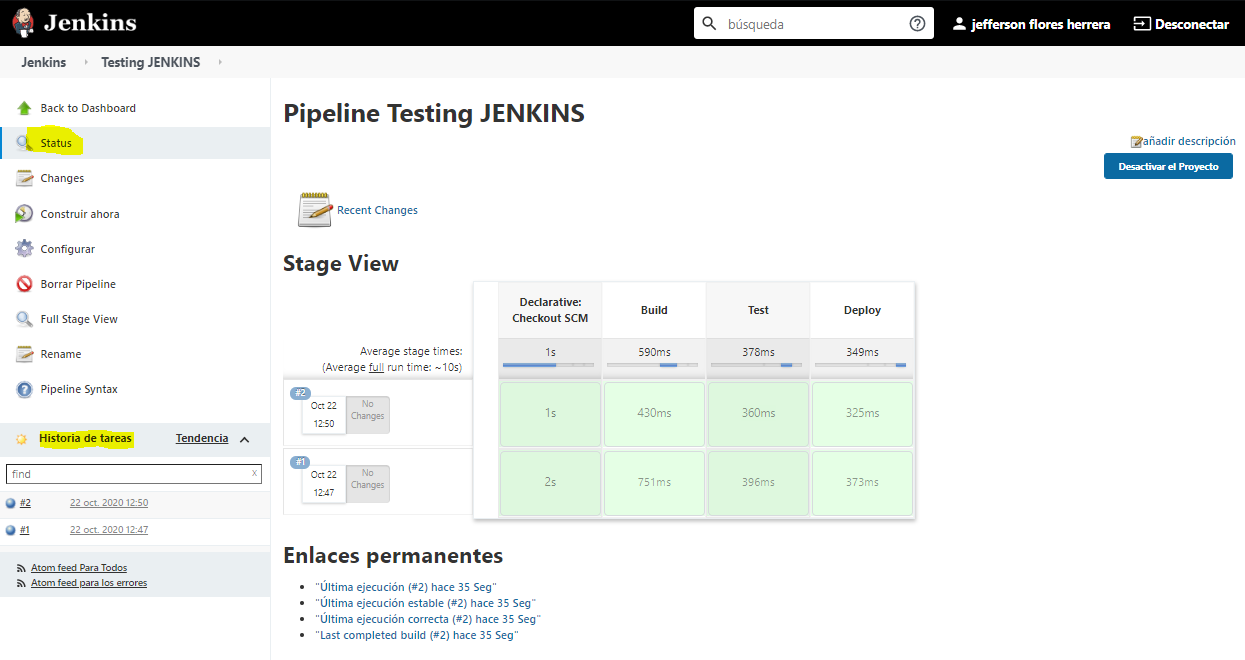 Jenkins
búsqueda
jefferson flores herrera
Desconectar
Jenkins
Testing JENKINS
Back to Dashboard
Status
Changes
Construir ahora
Configurar
Borrar Pipeline
Full Stage View
Rename
Pipeline Syntax
Historia de tareas
Tendencia
find
x
#2 22 oct. 2020 12:50
#1 22 oct. 2020 12:47
Atom feed Para Todos
Atom feed para los errores
Pipeline Testing JENKINS
añadir descripción
Desactivar el Proyecto
Recent Changes
Stage View
Declarative:
Checkout SCM
Build
Test
Deploy
Average stage times:
(Average full run time: ~10s)
1s
590ms
378ms
349ms
#2
Oct 22
12:50
No
Changes
1s
430ms
360ms
325ms
#1
Oct 22
12:47
No
Changes
2s
751ms
396ms
373ms
Enlaces permanentes
"Última ejecución (#2) hace 35 Seg"
"Última ejecución estable (#2) hace 35 Seg"
"Última ejecución correcta (#2) hace 35 Seg"
"Last completed build (#2) hace 35 Seg"